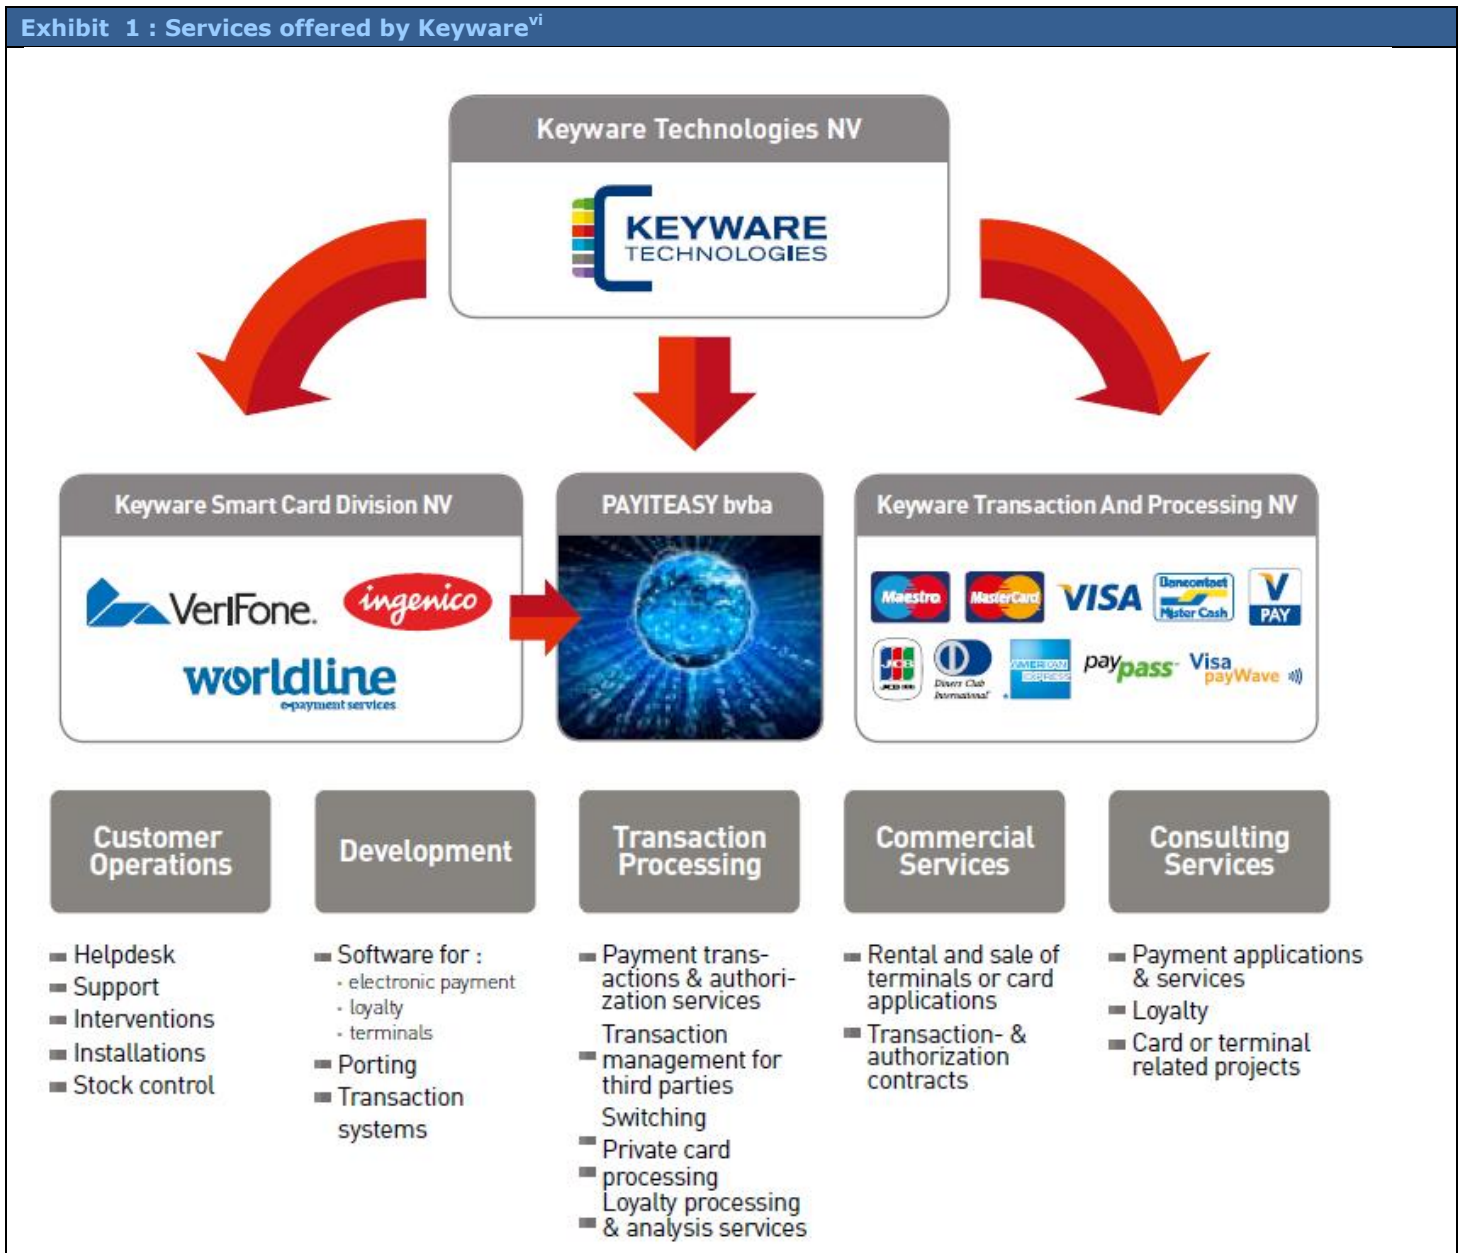 Exhibit 1 : Services offered by Keyware vi
Keyware Technologies NV
KEYWARE
TECHNOLOGIES
Keyware Smart Card Division NV
VeriFone.
ingenico
worldline
e-payment services
PAYITEASY bvba
Keyware Transaction And Processing NV
Maestro
MasterCard
VISA
Bancontact
Mister Cash
V
PAY
JCB
Diners Club
International
AMERICAN
EXPRESS
paypass
Visa
payWave
Customer
Operations
Helpdesk
Support
Interventions
Installations
Stock control
Development
Software for :
- electronic payment
- loyalty
- terminals
Porting
Transaction
systems
Transaction
Processing
Payment trans-
actions & authori-
zation services
Transaction
management for
third parties
Switching
Private card
processing
Loyalty processing
& analysis services
Commercial
Services
Rental and sale of
terminals or card
applications
Transaction- &
authorization
contracts
Consulting
Services
Payment applications
& services
Loyalty
Card or terminal
related projects